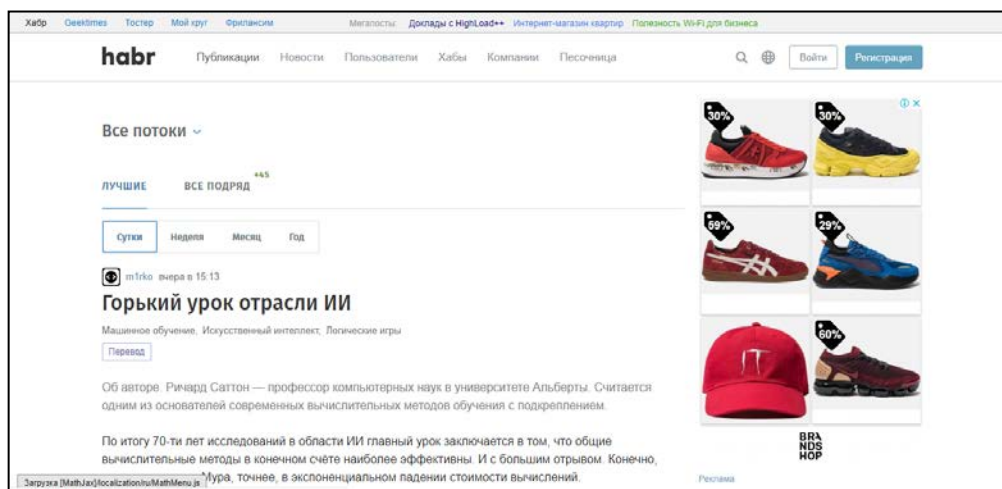 Хабр Geektimes Тостер Мой круг Фрилансим Мегапосты: Доклады с HighLoad++ Интернет-магазин квартир Полезность Wi-Fi для бизнеса
habr Публикации Новости Пользователи Хабы Компании Песочница Войти Регистрация
Все потоки
ЛУЧШИЕ ВСЕ ПОДРЯД +45
Сутки Неделя Месяц Год
m1rko вчера в 15:13
Горький урок отрасли ИИ
Машинное обучение, Искусственный интеллект, Логические игры
Перевод
Об авторе. Ричард Саттон — профессор компьютерных наук в университете Альберты. Считается
одним из основателей современных вычислительных методов обучения с подкреплением.
По итогу 70-ти лет исследований в области ИИ главный урок заключается в том, что общие
вычислительные методы в конечном счёте наиболее эффективны. И с большим отрывом. Конечно,
Мура, точнее, в экспоненциальном падении стоимости вычислений.
Загрузка [MathJax]/localization/ru/MathMenu.js
30% 30%
59% 29%
IT 60%
BRA
NDS
HOP
Реклама